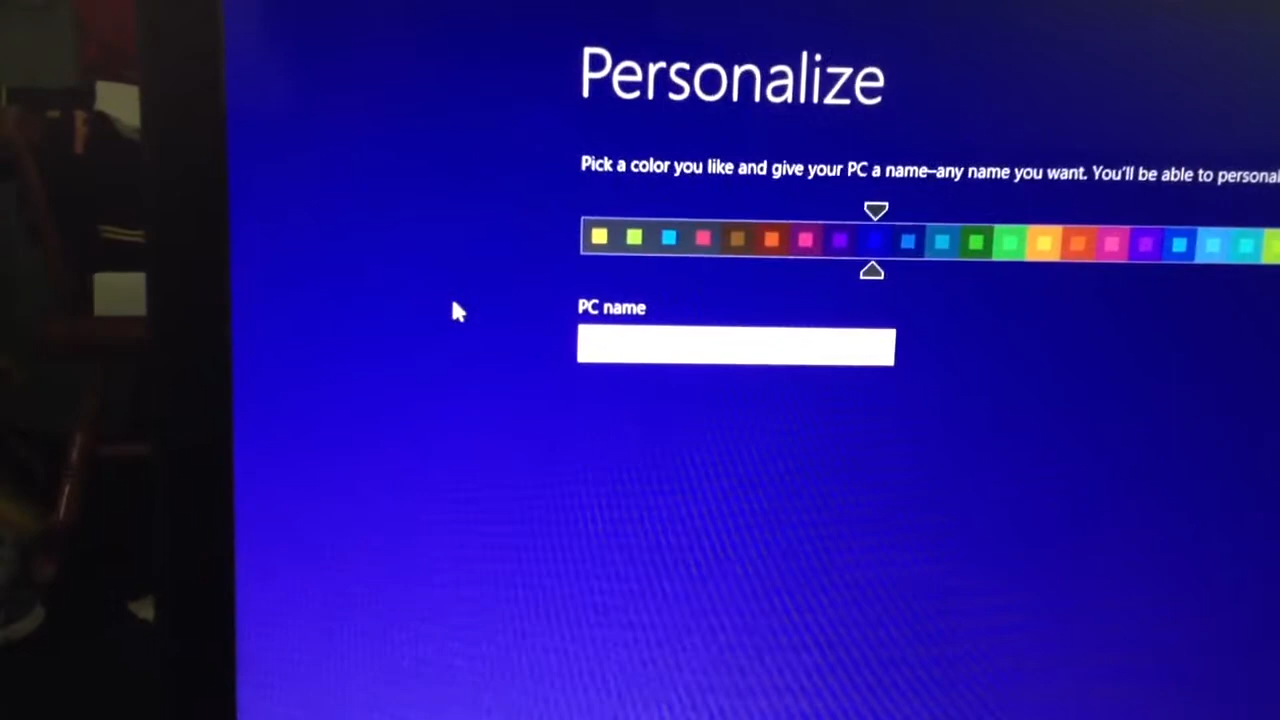 Personalize
Pick a color you like and give your PC a name–any name you want. You'll be able to
PC name